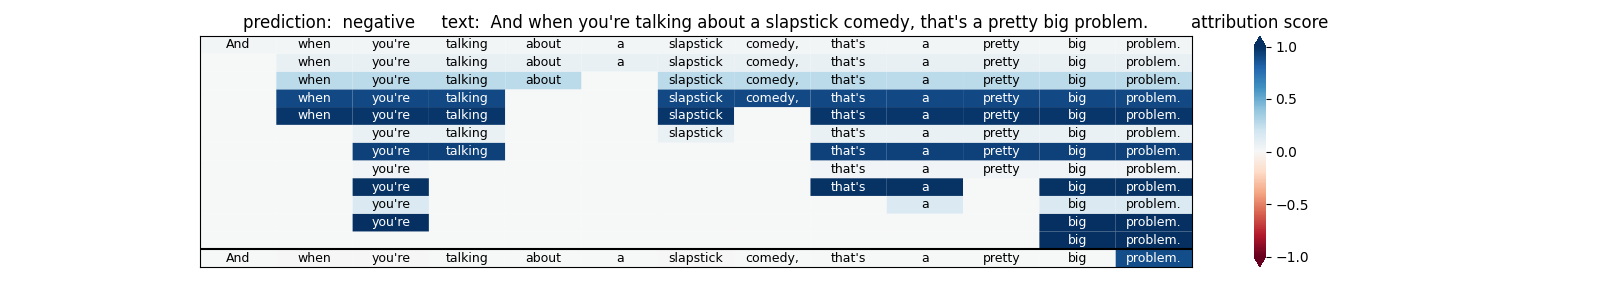 prediction: negative text: And when you're talking about a slapstick comedy, that's a pretty big problem. attribution score
And when you're talking about a slapstick comedy, that's a pretty big problem.
when you're talking about a slapstick comedy, that's a pretty big problem.
when you're talking about slapstick comedy, that's a pretty big problem.
when you're talking slapstick comedy, that's a pretty big problem.
when you're talking slapstick that's a pretty big problem.
you're talking slapstick that's a pretty big problem.
you're talking that's a pretty big problem.
you're that's a pretty big problem.
you're that's a big problem.
you're a big problem.
you're big problem.
big problem.
And when you're talking about a slapstick comedy, that's a pretty big problem.
1.0
0.5
0.0
−0.5
−1.0